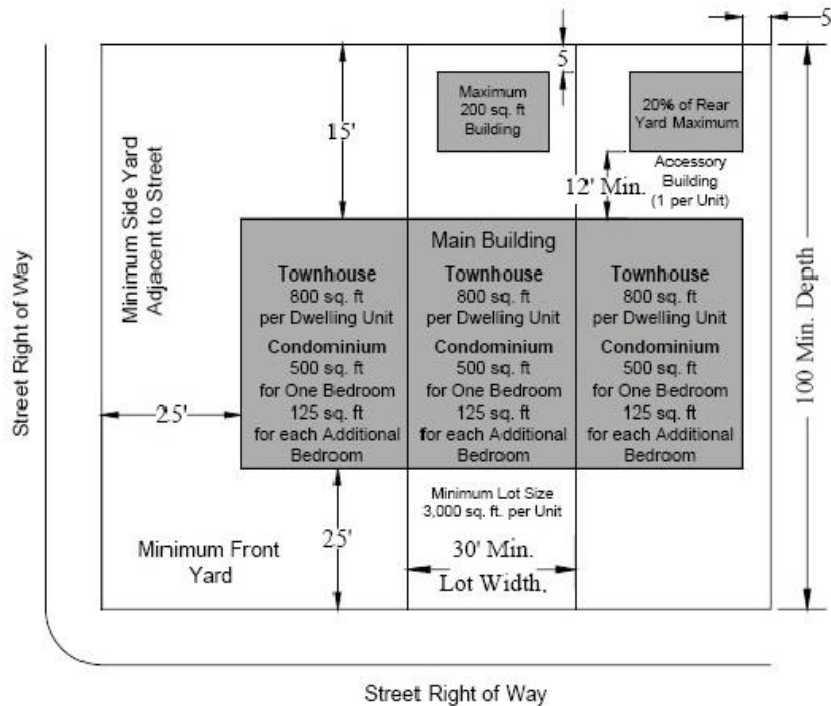 5
5
Maximum
200 sq. ft
Building
20% of Rear
Yard Maximum
15'
12' Min.
Accessory
Building
(1 per Unit)
Minimum Side Yard
Adjacent to Street
Street Right of Way
Main Building
Townhouse
800 sq. ft
per Dwelling Unit
Condominium
500 sq. ft
for One Bedroom
125 sq. ft
for each Additional
Bedroom
Townhouse
800 sq. ft
per Dwelling Unit
Condominium
500 sq. ft
for One Bedroom
125 sq. ft
for each Additional
Bedroom
Townhouse
800 sq. ft
per Dwelling Unit
Condominium
500 sq. ft
for One Bedroom
125 sq. ft
for each Additional
Bedroom
100 Min. Depth
25'
25'
Minimum Lot Size
3,000 sq. ft. per Unit
Minimum Front
Yard
30' Min.
Lot Width.
Street Right of Way